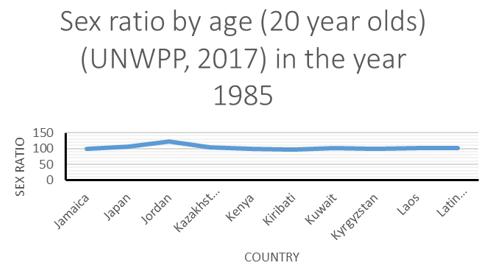 Sex ratio by age (20 year olds)
(UNWPP, 2017) in the year
1985
SEX RATIO
150
100
50
0
Jamaica
Japan
Jordan
Kazakhst...
Kenya
Kiribati
Kuwait
Kyrgyzstan
Laos
Latin...
COUNTRY